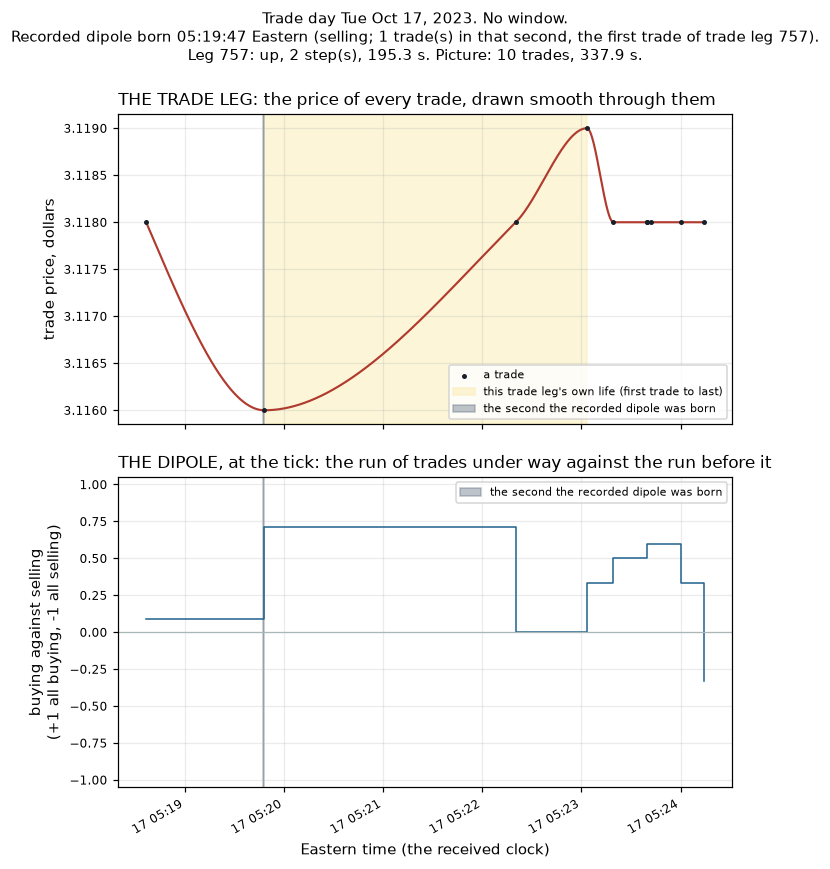 Trade day Tue Oct 17, 2023. No window.
Recorded dipole born 05:19:47 Eastern (selling; 1 trade(s) in that second, the first trade of trade leg 757).
Leg 757: up, 2 step(s), 195.3 s. Picture: 10 trades, 337.9 s.
THE TRADE LEG: the price of every trade, drawn smooth through them
trade price, dollars
3.1190
3.1185
3.1180
3.1175
3.1170
3.1165
3.1160
a trade
this trade leg's own life (first trade to last)
the second the recorded dipole was born
THE DIPOLE, at the tick: the run of trades under way against the run before it
buying against selling
(+1 all buying, -1 all selling)
1.00
0.75
0.50
0.25
0.00
−0.25
−0.50
−0.75
−1.00
the second the recorded dipole was born
17 05:19
17 05:20
17 05:21
17 05:22
17 05:23
17 05:24
Eastern time (the received clock)